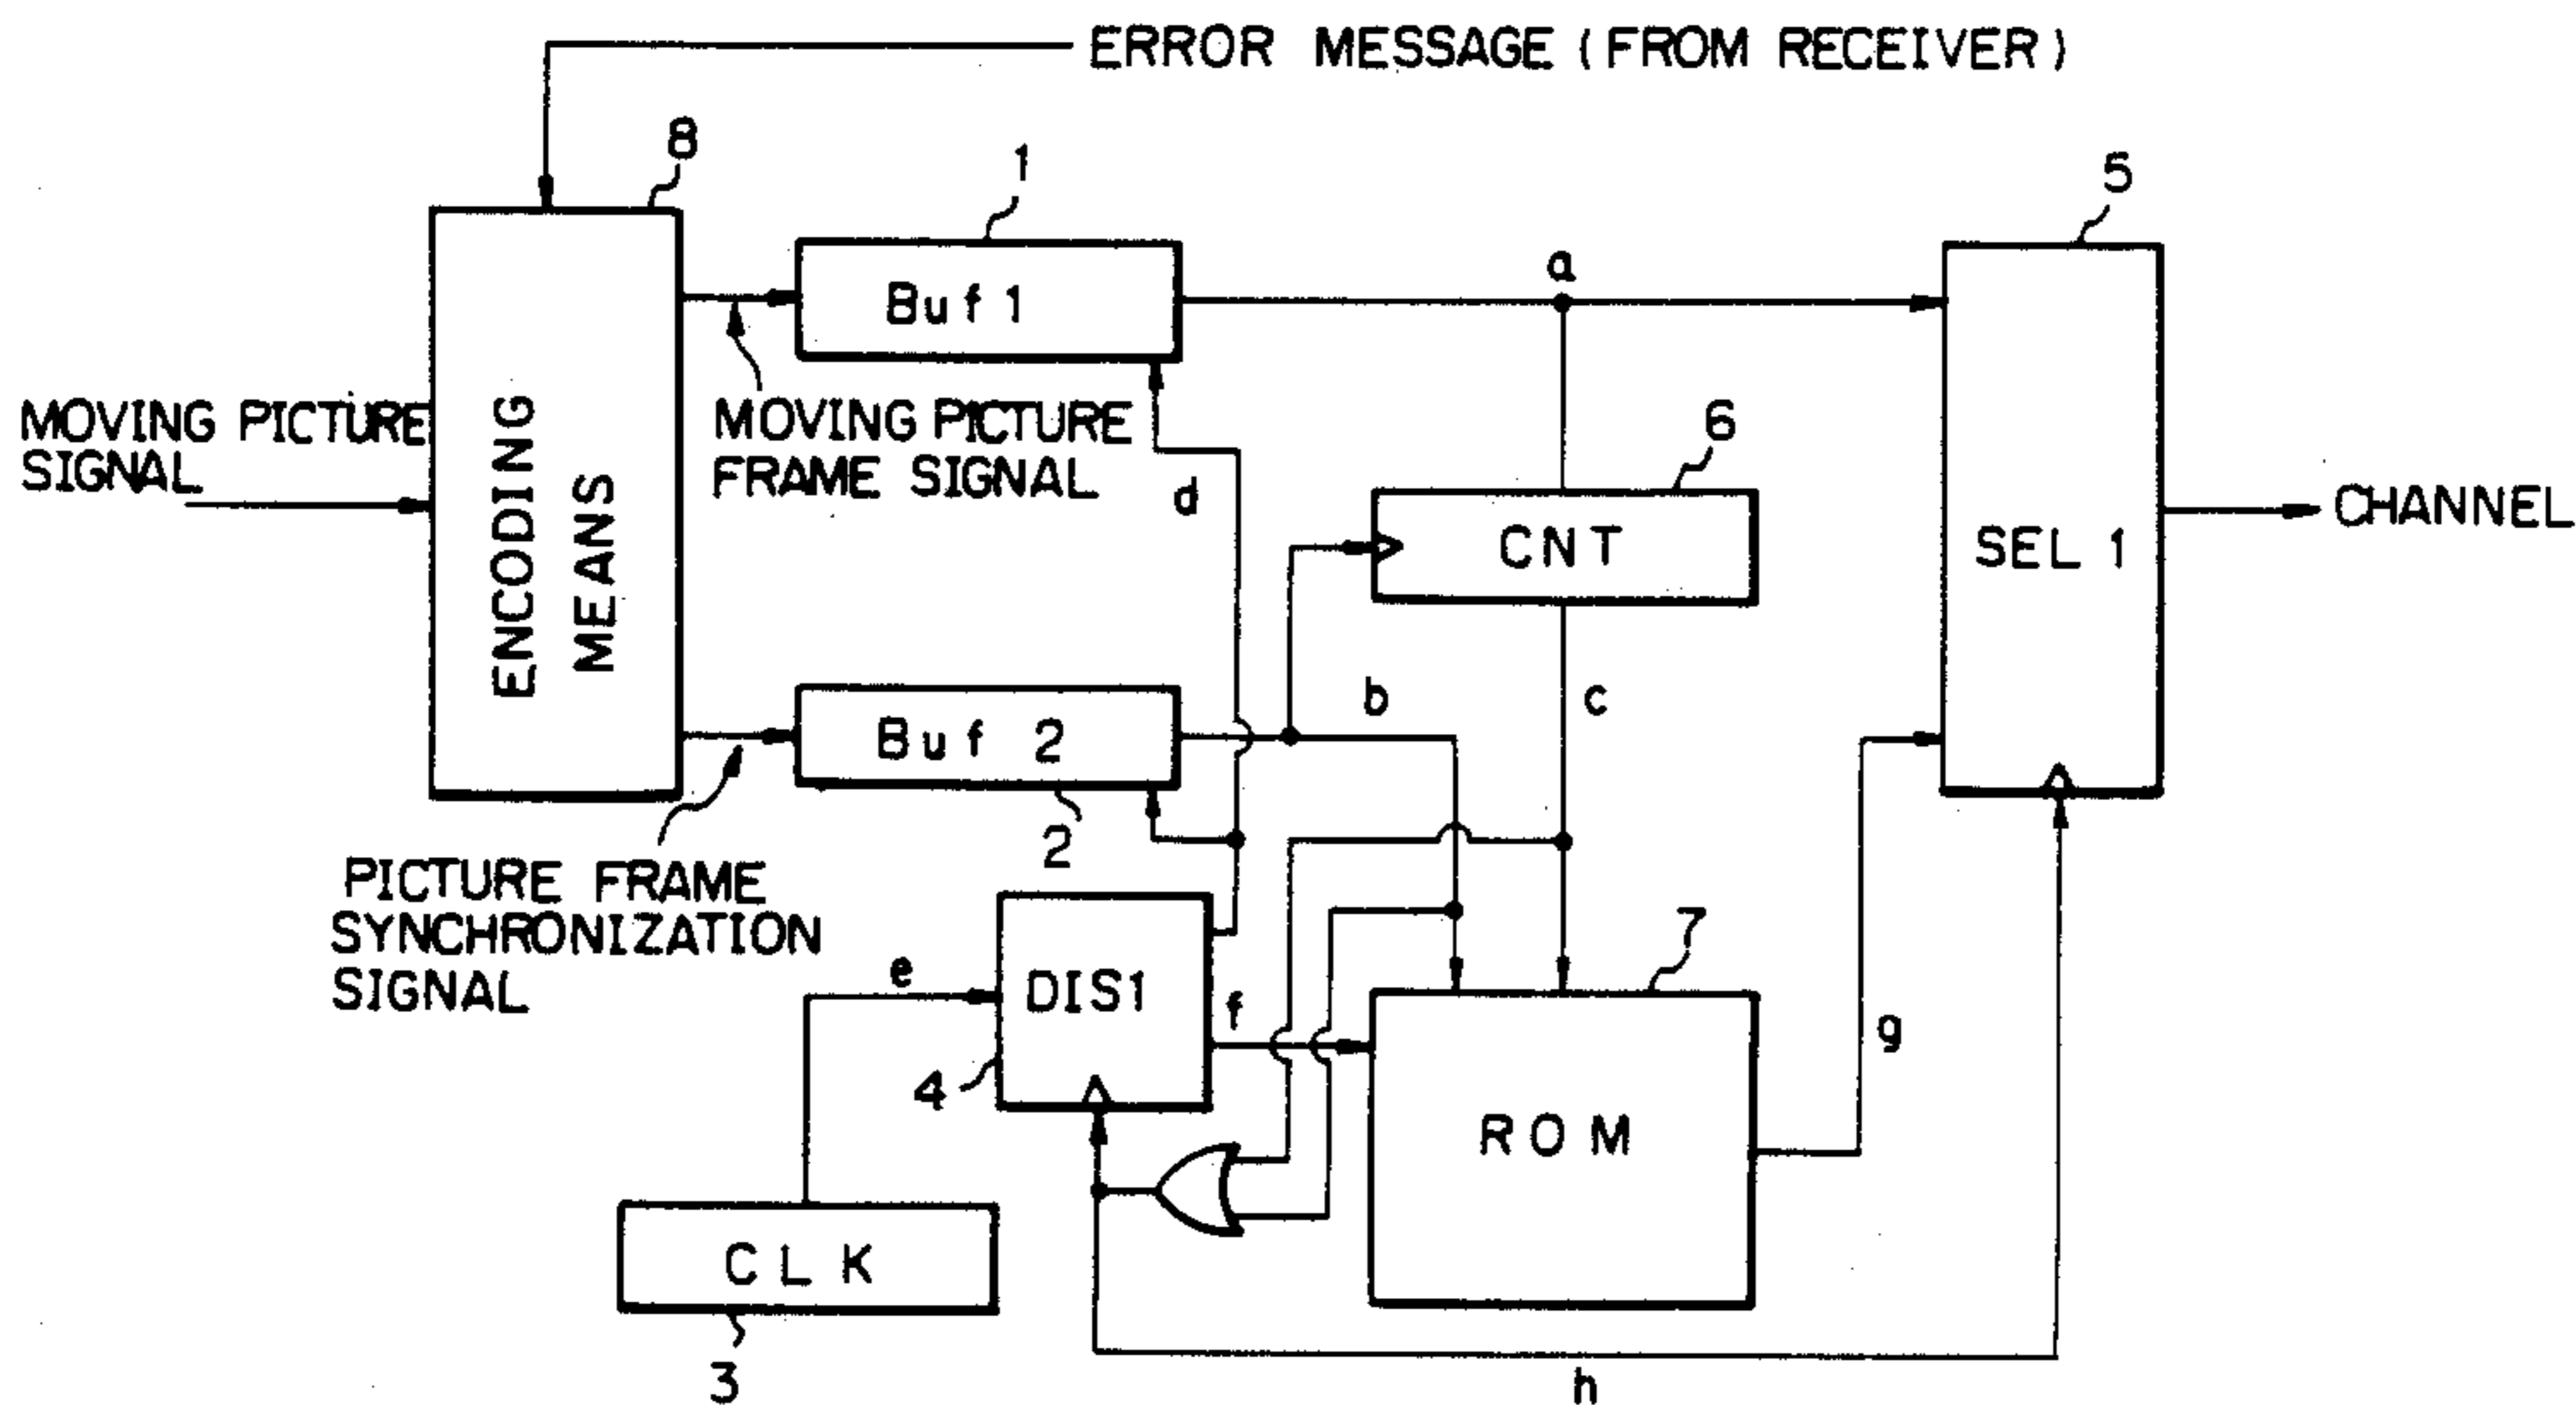 ERROR MESSAGE (FROM RECEIVER)
8
1
5
a
Buf 1
MOVING PICTURE
SIGNAL
ENCODING
MEANS
MOVING PICTURE
FRAME SIGNAL
d
6
CNT
SEL 1
CHANNEL
b
c
Buf 2
2
PICTURE FRAME
SYNCHRONIZATION
SIGNAL
e
DIS1
f
4
7
g
ROM
CLK
3
h